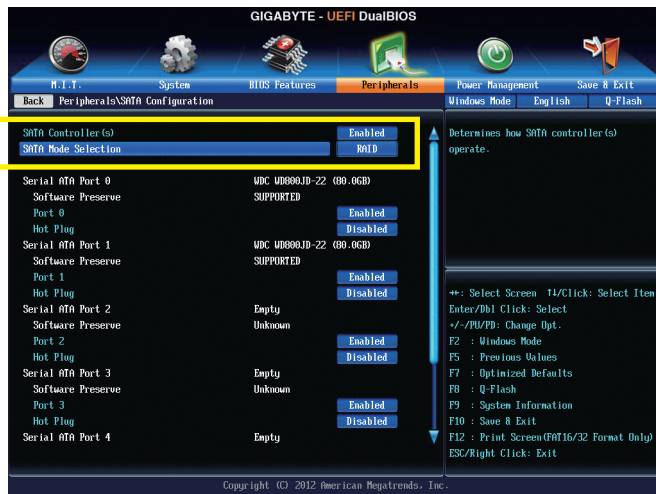 GIGABYTE - UEFI DualBIOS
M.I.T. System BIOS Features Peripherals Power Management Save & Exit
Back Peripherals\SATA Configuration Windows Mode English Q-Flash
SATA Controller(s) Enabled
SATA Mode Selection RAID
Serial ATA Port 0 WDC WD800JD-22 (80.0GB)
Software Preserve SUPPORTED
Port 0 Enabled
Hot Plug Disabled
Serial ATA Port 1 WDC WD800JD-22 (80.0GB)
Software Preserve SUPPORTED
Port 1 Enabled
Hot Plug Disabled
Serial ATA Port 2 Empty
Software Preserve Unknown
Port 2 Enabled
Hot Plug Disabled
Serial ATA Port 3 Empty
Software Preserve Unknown
Port 3 Enabled
Hot Plug Disabled
Serial ATA Port 4 Empty
Determines how SATA controller(s)
operate.
→←: Select Screen ↑↓/Click: Select Item
Enter/Dbl Click: Select
+/-/PU/PD: Change Opt.
F2 : Windows Mode
F5 : Previous Values
F7 : Optimized Defaults
F8 : Q-Flash
F9 : System Information
F10 : Save & Exit
F12 : Print Screen(FAT16/32 Format Only)
ESC/Right Click: Exit
Copyright (C) 2012 American Megatrends, Inc.